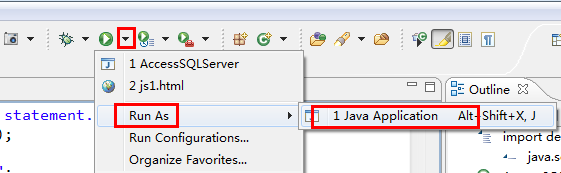 1 AccessSQLServer
2 js1.html
Run As
Run Configurations...
Organize Favorites...
1 Java Application Alt+Shift+X, J
Outline
statement.
);
";
import de
java.s